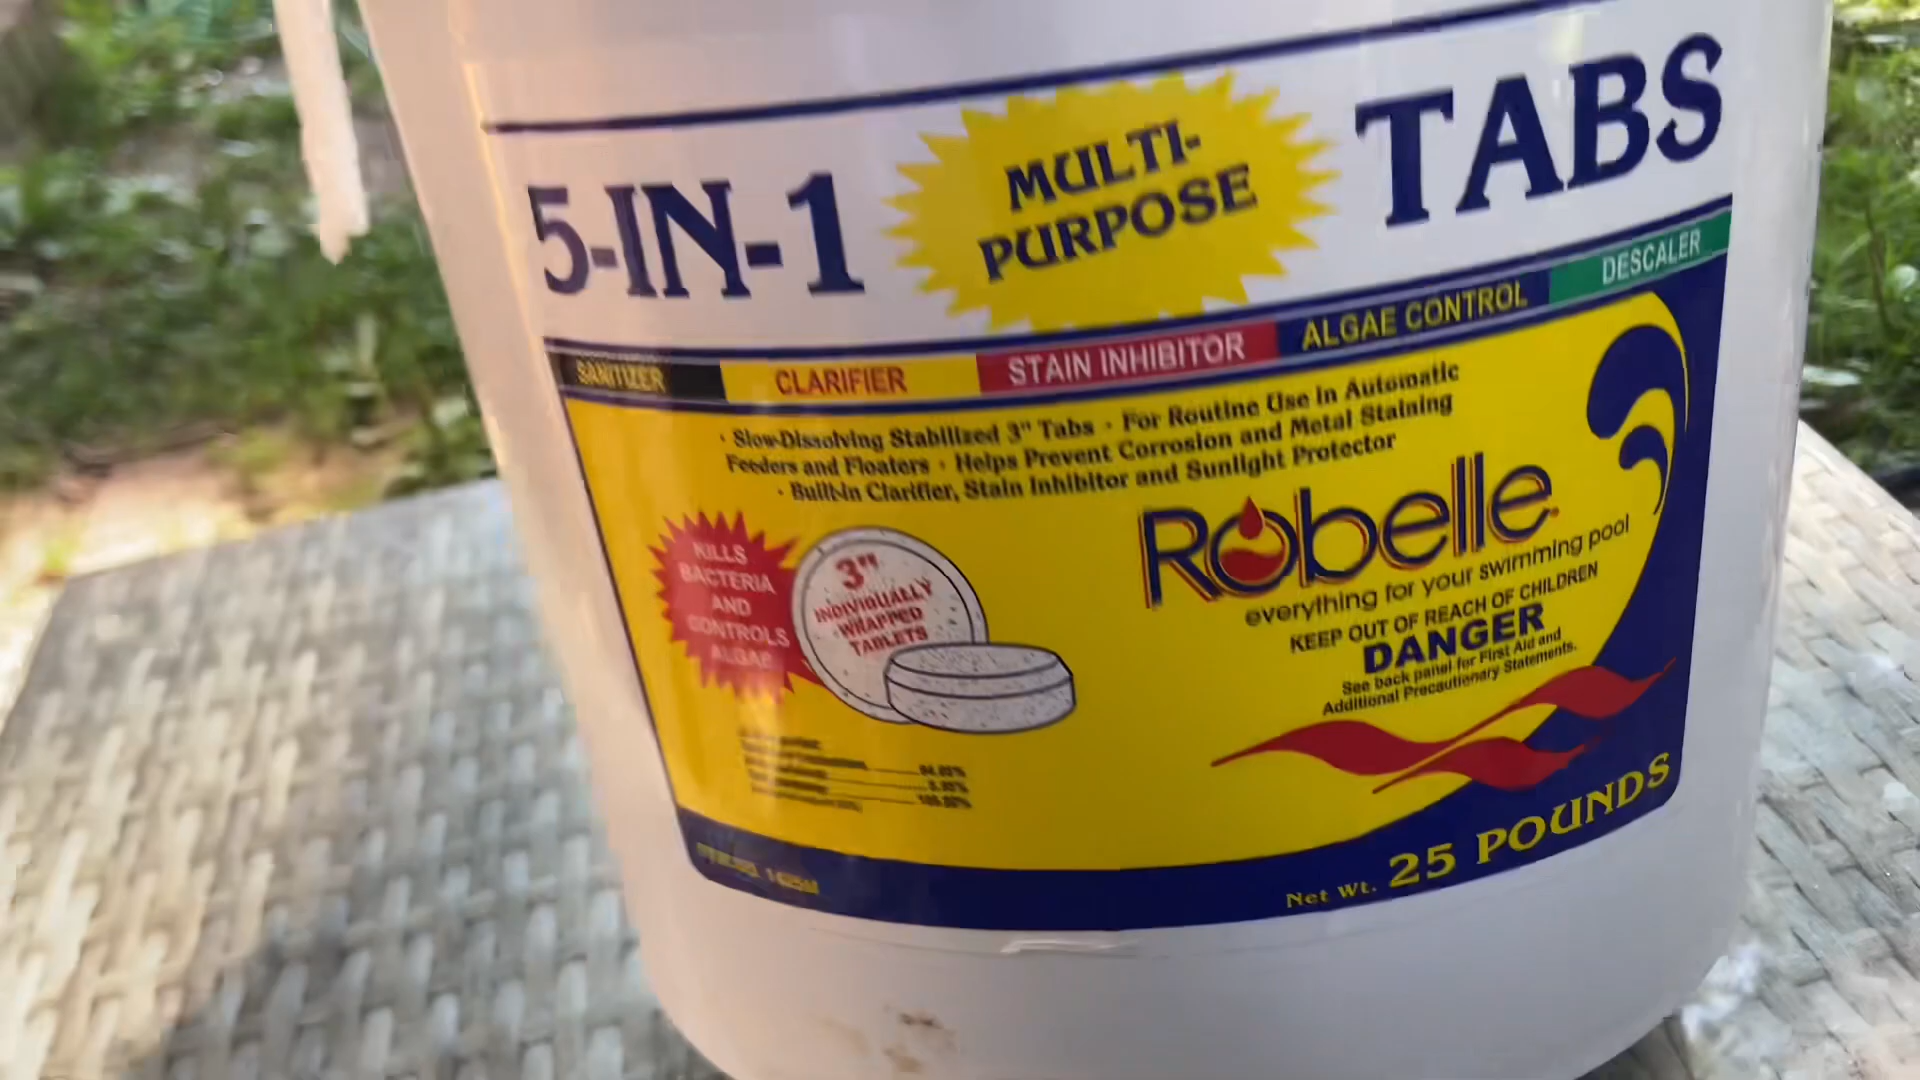 5-IN-1
MULTI-
PURPOSE
TABS
SANITIZER
CLARIFIER
STAIN INHIBITOR
ALGAE CONTROL
DESCALER
· Slow-Dissolving Stabilized 3" Tabs · For Routine Use in Automatic
Feeders and Floaters · Helps Prevent Corrosion and Metal Staining
· Built-in Clarifier, Stain Inhibitor and Sunlight Protector
KILLS
BACTERIA
AND
CONTROLS
ALGAE
3"
INDIVIDUALLY
WRAPPED
TABLETS
Robelle
everything for your swimming pool
KEEP OUT OF REACH OF CHILDREN
DANGER
See back panel for First Aid and
Additional Precautionary Statements.
100.00%
Net Wt. 25 POUNDS